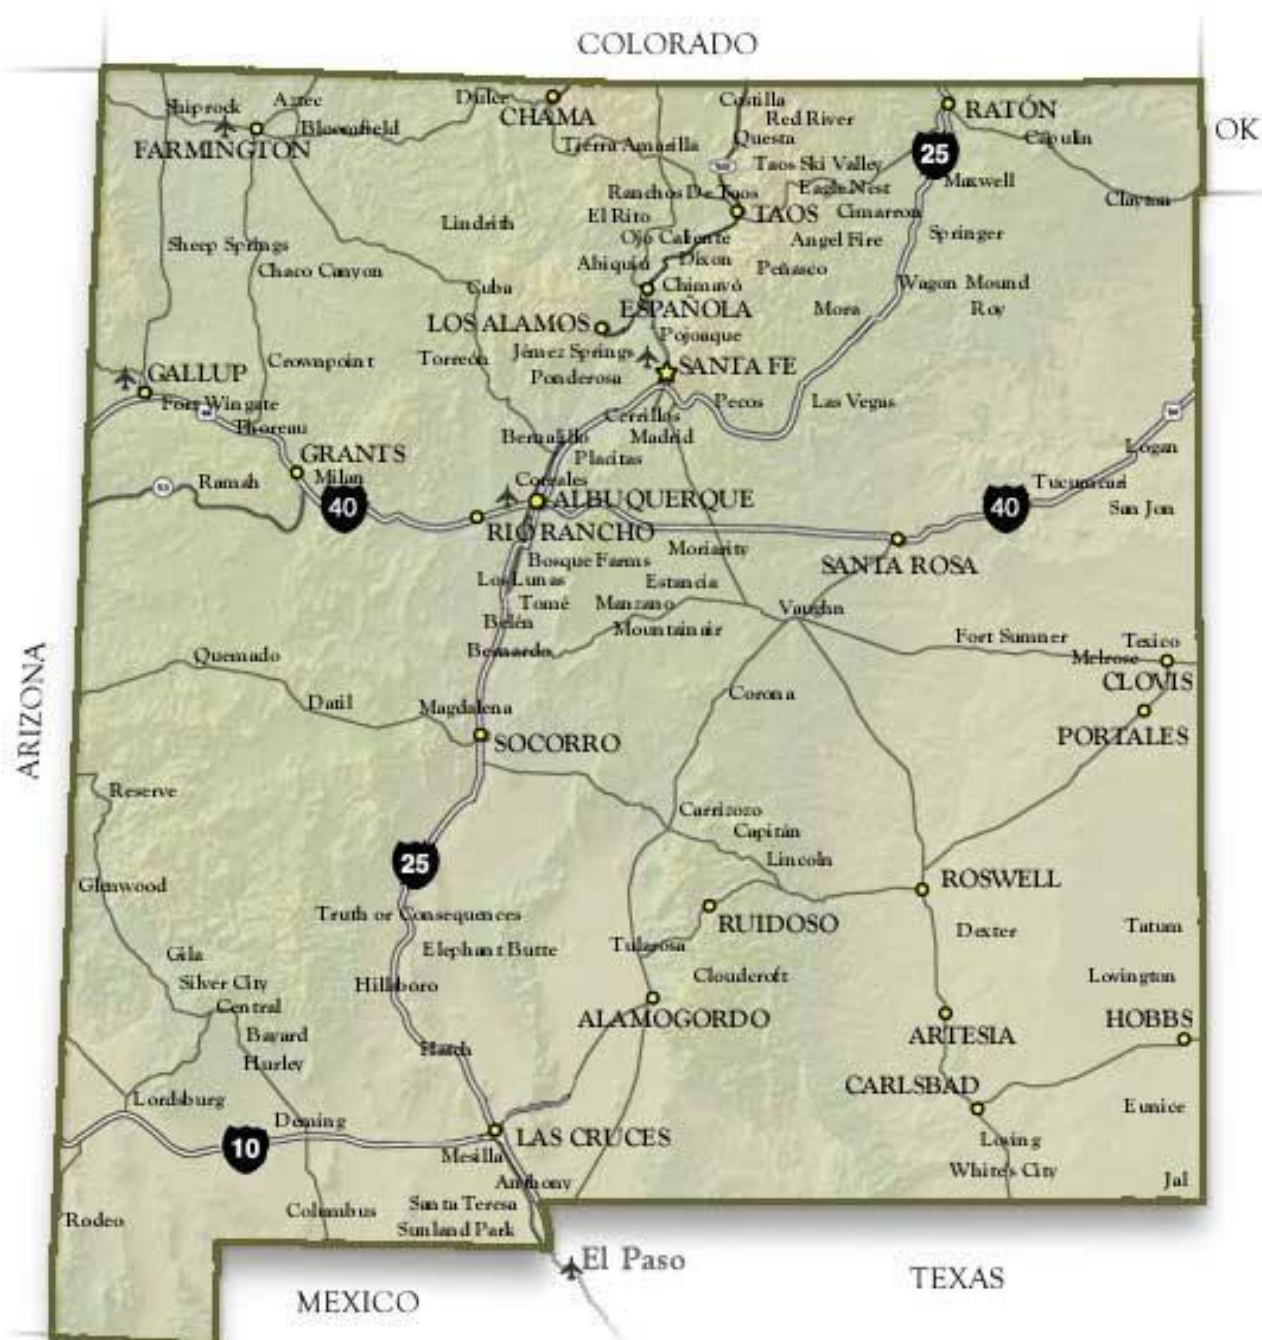 COLORADO
Shiprock
Aztec
Dulce
CHAMA
Costilla
Red River
RATÓN
OK
FARMINGTON
Bloomfield
Tierra Amarilla
Questa
25
Capulin
Taos Ski Valley
Maxwell
Ranchos De Taos
Eagle Nest
Clayton
Lindrith
El Rito
TAOS
Cimarron
Sheep Springs
Ojo Caliente
Angel Fire
Springer
Chaco Canyon
Abiquiú
Dixon
Peñasco
Cuba
Chimayó
Wagon Mound
LOS ALAMOS
ESPAÑOLA
Mora
Roy
Pojoaque
GALLUP
Crownpoint
Torreón
Jémez Springs
SANTA FE
Ponderosa
Fort Wingate
Pecos
Las Vegas
Thoreau
Cerrillos
Bernalillo
Madrid
Logan
GRANTS
Placitas
Ramah
Milan
Corrales
Tucumcari
53
40
ALBUQUERQUE
40
San Jon
RIO RANCHO
Moriarity
SANTA ROSA
Bosque Farms
Los Lunas
Estancia
Tomé
Manzano
Vaughn
Belén
Mountainair
Fort Sumner
Texico
Quemado
Bernardo
Melrose
CLOVIS
ARIZONA
Datil
Magdalena
Corona
SOCORRO
PORTALES
Reserve
Carrizozo
Capitán
25
Lincoln
Glenwood
ROSWELL
Truth or Consequences
RUIDOSO
Dexter
Tatum
Gila
Elephant Butte
Tularosa
Silver City
Hillsboro
Cloudcroft
Lovington
Central
ALAMOGORDO
ARTESIA
HOBBS
Bayard
Hatch
Hurley
CARLSBAD
Lordsburg
Eunice
Deming
10
LAS CRUCES
Loving
Mesilla
White's City
Anthony
Jal
Rodeo
Columbus
Santa Teresa
Sunland Park
El Paso
MEXICO
TEXAS